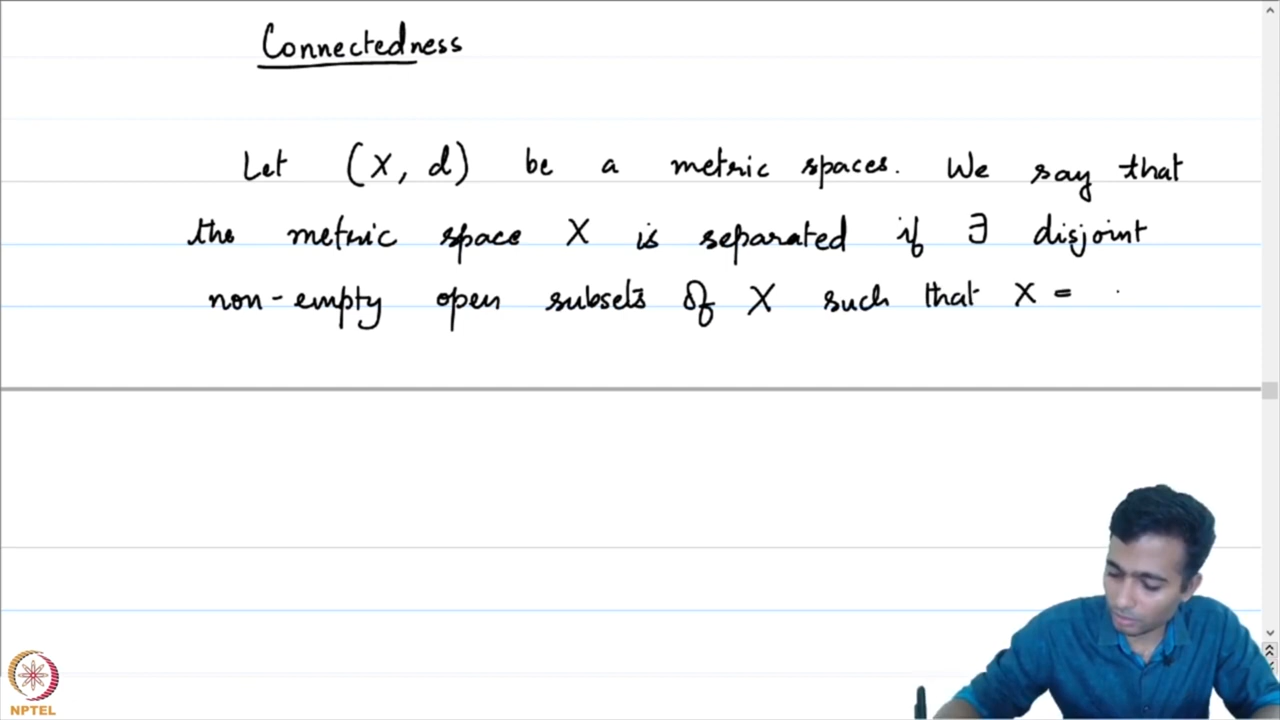 Connectedness
Let (X, d) be a metric spaces. We say that
the metric space X is separated if ∃ disjoint
non-empty open subsets of X such that X =
NPTEL